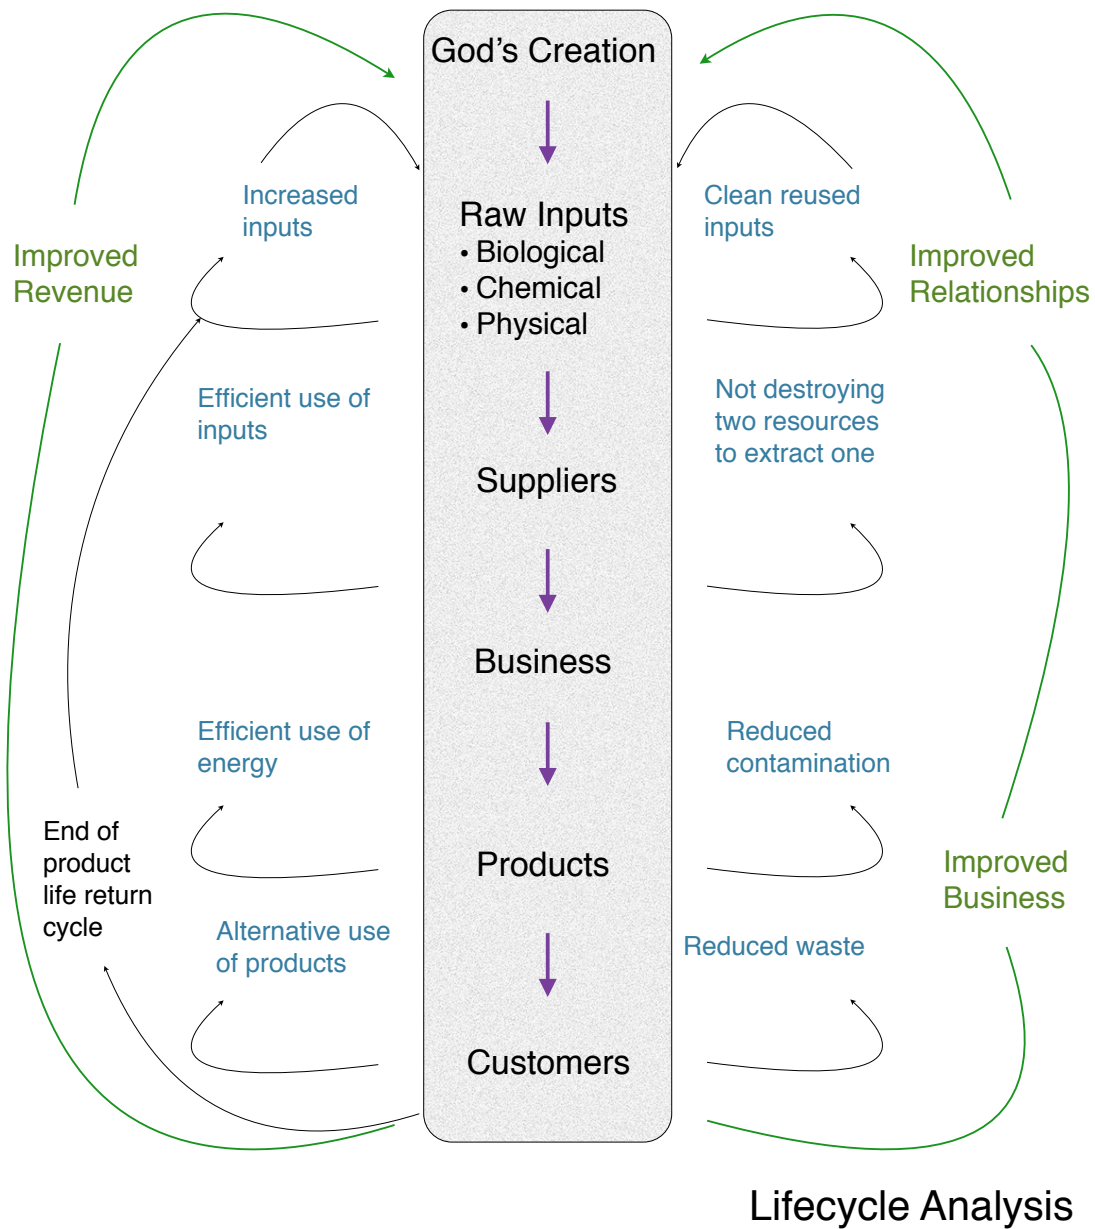 God’s Creation
Increased
inputs
Clean reused
inputs
Raw Inputs
• Biological
• Chemical
• Physical
Improved
Revenue
Improved
Relationships
Efficient use of
inputs
Not destroying
two resources
to extract one
Suppliers
Business
Efficient use of
energy
Reduced
contamination
End of
product
life return
cycle
Products
Improved
Business
Alternative use
of products
Reduced waste
Customers
Lifecycle Analysis